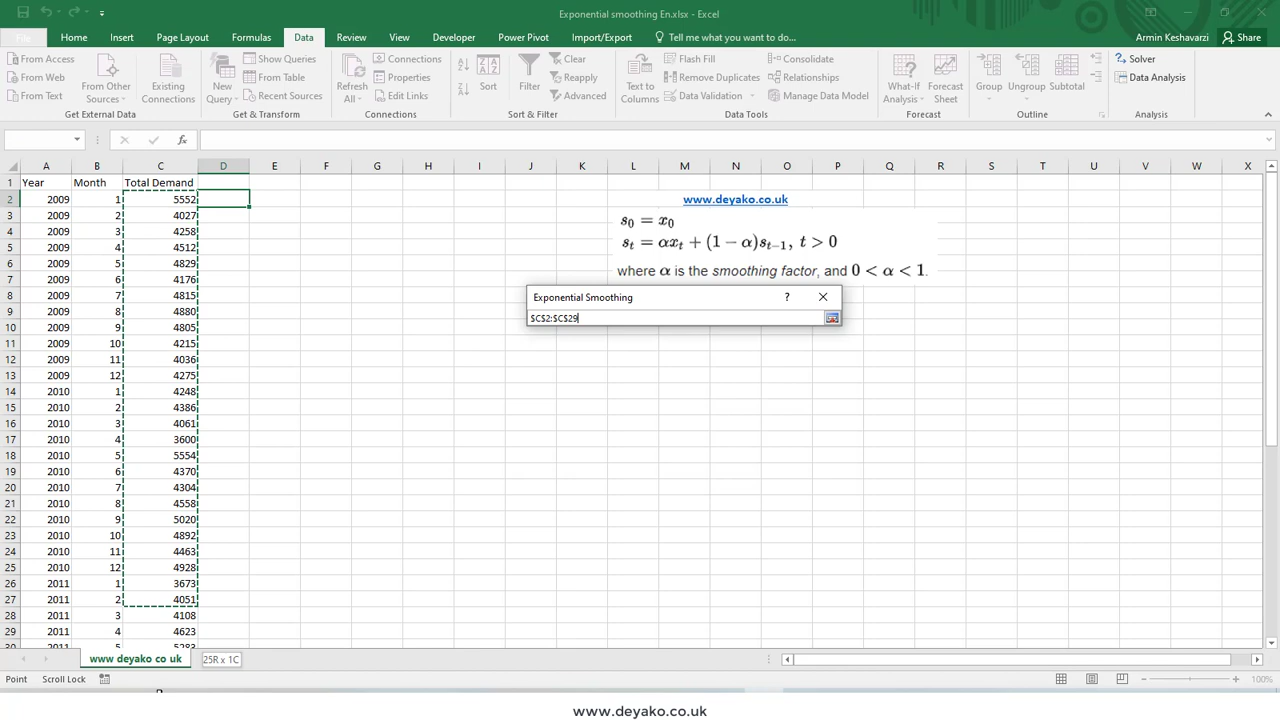 Exponential smoothing En.xlsx - Excel
File Home Insert Page Layout Formulas Data Review View Developer Power Pivot Import/Export Tell me what you want to do... Armin Keshavarzi Share
From Access
From Web
From Text
From Other Sources
Existing Connections
Get External Data
New Query
Show Queries
From Table
Recent Sources
Get & Transform
Refresh All
Connections
Properties
Edit Links
Connections
Sort
Filter
Clear
Reapply
Advanced
Sort & Filter
Text to Columns
Flash Fill
Remove Duplicates
Data Validation
Consolidate
Relationships
Manage Data Model
Data Tools
What-If Analysis
Forecast Sheet
Forecast
Group
Ungroup
Subtotal
Outline
Solver
Data Analysis
Analysis
fx
A B C D E F G H I J K L M N O P Q R S T U V W X
1 Year Month Total Demand
2 2009 1 5552 www.deyako.co.uk
3 2009 2 4027 s₀ = x₀
4 2009 3 4258
5 2009 4 4512 sₜ = αxₜ + (1 − α)sₜ₋₁, t > 0
6 2009 5 4829
7 2009 6 4176 where α is the smoothing factor, and 0 < α < 1.
8 2009 7 4815
9 2009 8 4880
10 2009 9 4805
11 2009 10 4215
12 2009 11 4036
13 2009 12 4275
14 2010 1 4248
15 2010 2 4386
16 2010 3 4061
17 2010 4 3600
18 2010 5 5554
19 2010 6 4370
20 2010 7 4304
21 2010 8 4558
22 2010 9 5020
23 2010 10 4892
24 2010 11 4463
25 2010 12 4928
26 2011 1 3673
27 2011 2 4051
28 2011 3 4108
29 2011 4 4623
30 2011 5 5283
Exponential Smoothing ?
$C$2:$C$29
www deyako co uk 25R x 1C
Point Scroll Lock 100%
www.deyako.co.uk